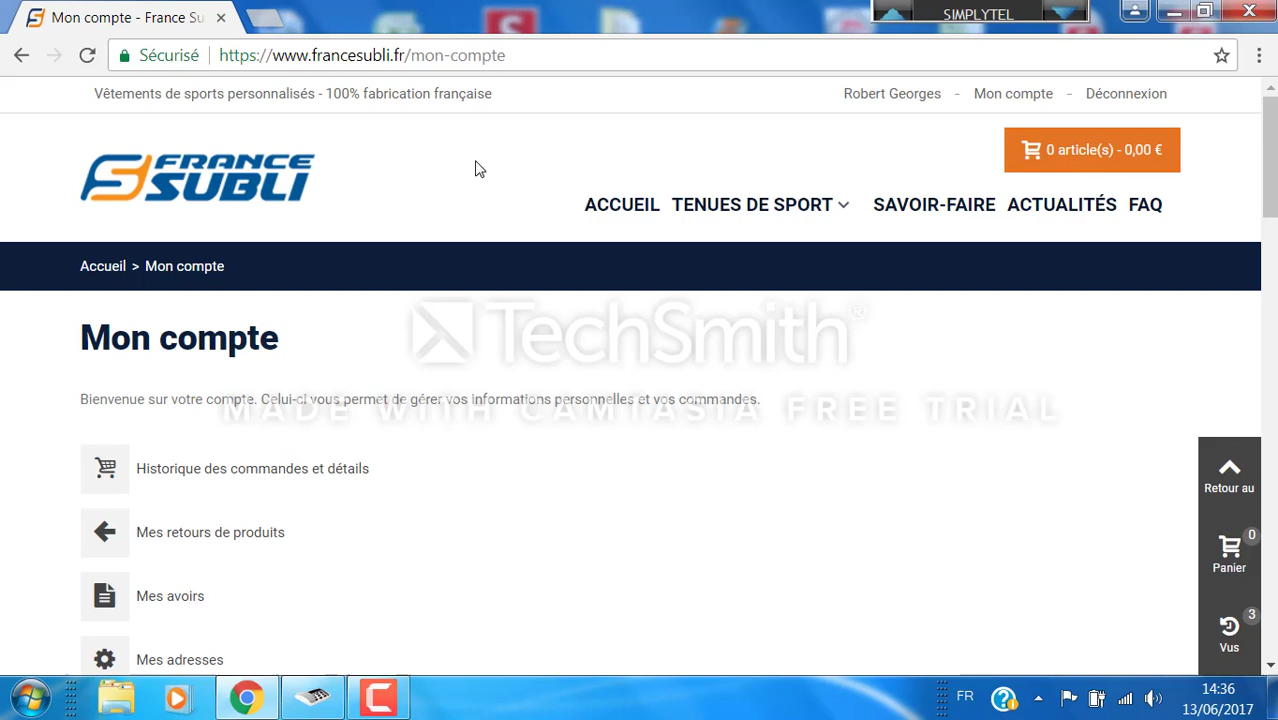 Mon compte - France Su
SIMPLYTEL
Sécurisé
https://www.francesubli.fr/mon-compte
Vêtements de sports personnalisés - 100% fabrication française
Robert Georges - Mon compte - Déconnexion
0 article(s) - 0,00 €
FRANCE
SUBLI
ACCUEIL TENUES DE SPORT SAVOIR-FAIRE ACTUALITÉS FAQ
Accueil > Mon compte
Mon compte
TechSmith®
Bienvenue sur votre compte. Celui-ci vous permet de gérer vos informations personnelles et vos commandes.
MADE WITH CAMTASIA FREE TRIAL
Historique des commandes et détails
Mes retours de produits
Mes avoirs
Mes adresses
Retour au
0
Panier
3
Vus
FR
14:36
13/06/2017